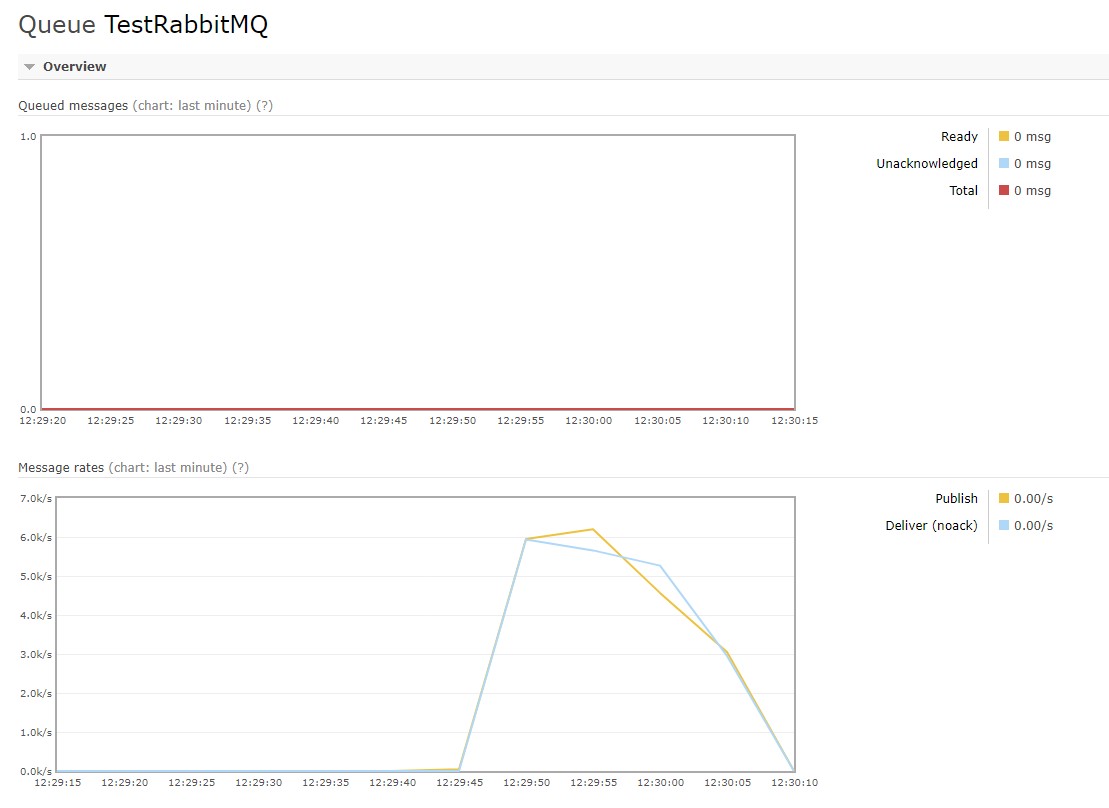 Queue TestRabbitMQ
Overview
Queued messages (chart: last minute) (?)
1.0
0.0
12:29:20 12:29:25 12:29:30 12:29:35 12:29:40 12:29:45 12:29:50 12:29:55 12:30:00 12:30:05 12:30:10 12:30:15
Ready 0 msg
Unacknowledged 0 msg
Total 0 msg
Message rates (chart: last minute) (?)
7.0k/s
6.0k/s
5.0k/s
4.0k/s
3.0k/s
2.0k/s
1.0k/s
0.0k/s
12:29:15 12:29:20 12:29:25 12:29:30 12:29:35 12:29:40 12:29:45 12:29:50 12:29:55 12:30:00 12:30:05 12:30:10
Publish 0.00/s
Deliver (noack) 0.00/s